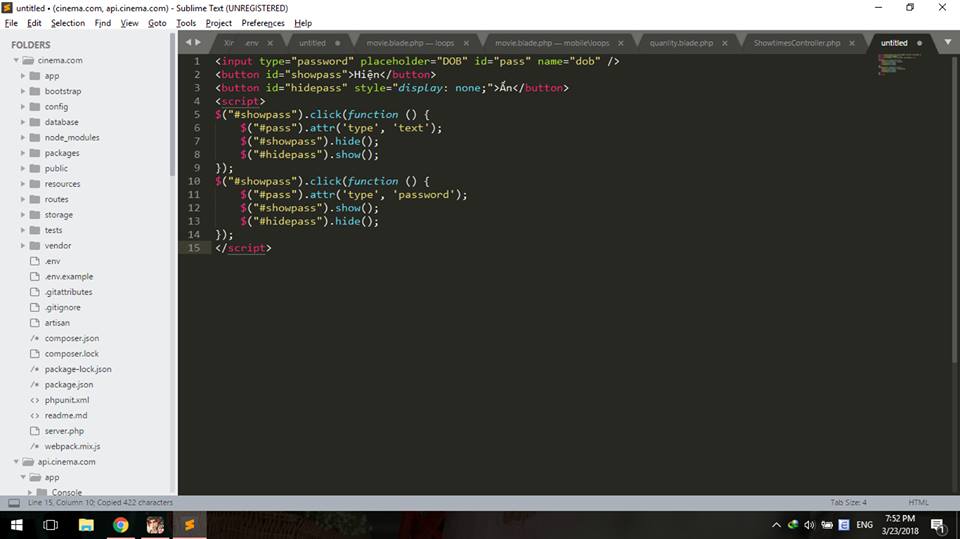 untitled • (cinema.com, api.cinema.com) - Sublime Text (UNREGISTERED)
File Edit Selection Find View Goto Tools Project Preferences Help
FOLDERS
cinema.com
app
bootstrap
config
database
node_modules
packages
public
resources
routes
storage
tests
vendor
.env
.env.example
.gitattributes
.gitignore
artisan
composer.json
composer.lock
package-lock.json
package.json
phpunit.xml
readme.md
server.php
webpack.mix.js
api.cinema.com
app
Console
.env untitled movie.blade.php — loops movie.blade.php — mobile\loops quanlity.blade.php ShowtimesController.php untitled
1 <input type="password" placeholder="DOB" id="pass" name="dob" />
2 <button id="showpass">Hiện</button>
3 <button id="hidepass" style="display: none;">Ẩn</button>
4 <script>
5 $("#showpass").click(function () {
6 $("#pass").attr('type', 'text');
7 $("#showpass").hide();
8 $("#hidepass").show();
9 });
10 $("#showpass").click(function () {
11 $("#pass").attr('type', 'password');
12 $("#showpass").show();
13 $("#hidepass").hide();
14 });
15 </script>
Line 15, Column 10; Copied 422 characters Tab Size: 4 HTML
ENG
7:52 PM
3/23/2018
1